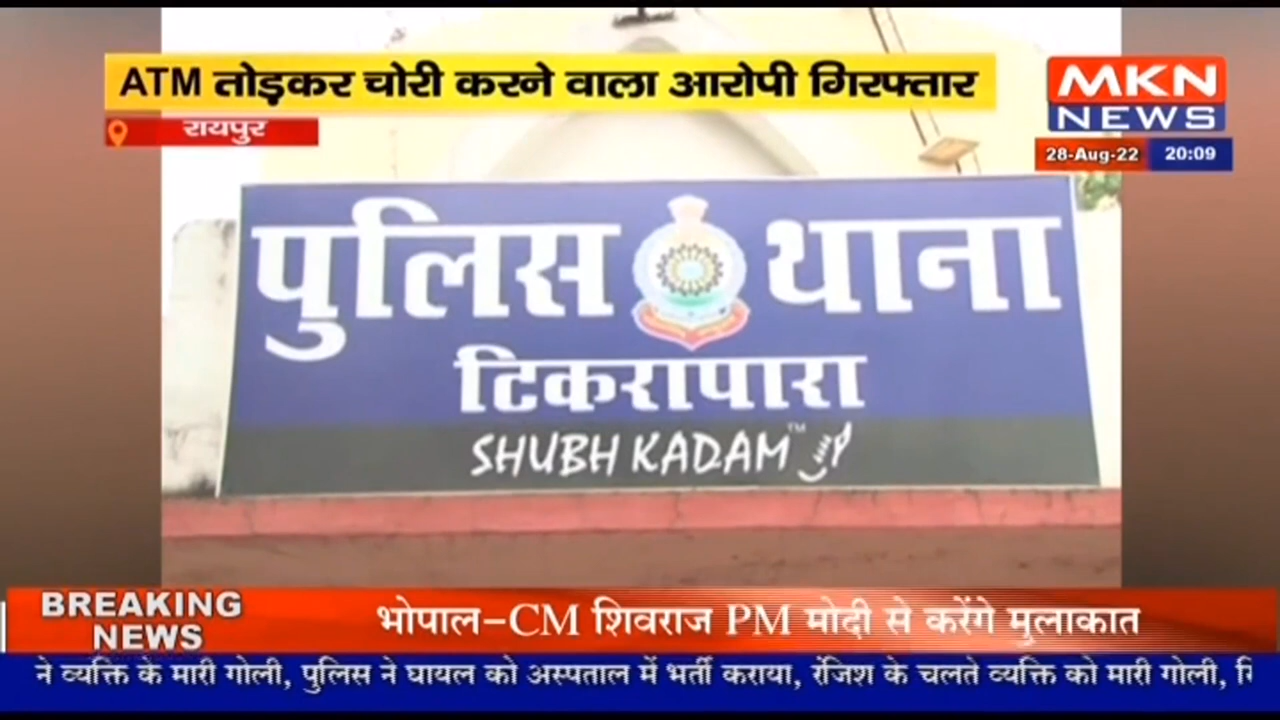 ATM तोड़कर चोरी करने वाला आरोपी गिरफ्तार
रायपुर
MKN
NEWS
28-Aug-22 20:09
पुलिस थाना
टिकरापारा
SHUBH KADAM™
BREAKING
NEWS
भोपाल-CM शिवराज PM मोदी से करेंगे मुलाकात
ने व्यक्ति के मारी गोली, पुलिस ने घायल को अस्पताल में भर्ती कराया, रंजिश के चलते व्यक्ति को मारी गोली,